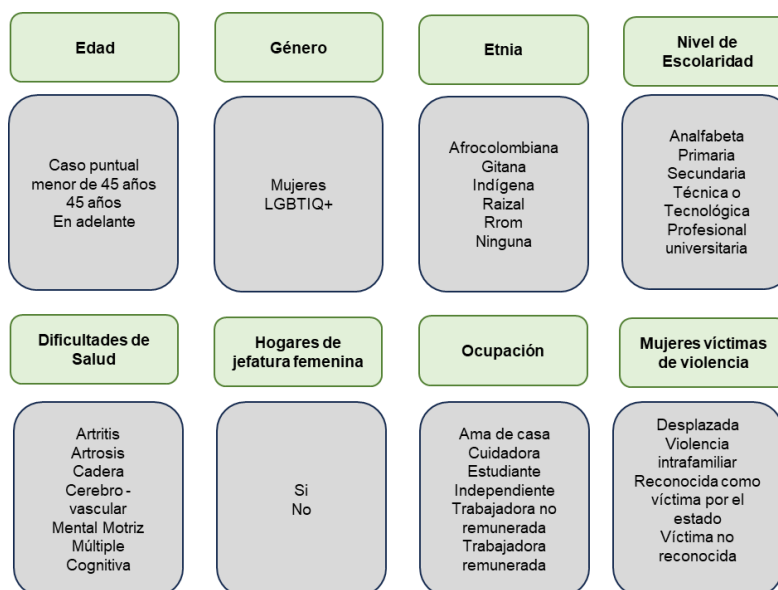 Edad
Género
Etnia
Nivel de
Escolaridad
Caso puntual
menor de 45 años
45 años
En adelante
Mujeres
LGBTIQ+
Afrocolombiana
Gitana
Indígena
Raizal
Rrom
Ninguna
Analfabeta
Primaria
Secundaria
Técnica o
Tecnológica
Profesional
universitaria
Dificultades de
Salud
Hogares de
jefatura femenina
Ocupación
Mujeres víctimas
de violencia
Artritis
Artrosis
Cadera
Cerebro -
vascular
Mental Motriz
Múltiple
Cognitiva
Si
No
Ama de casa
Cuidadora
Estudiante
Independiente
Trabajadora no
remunerada
Trabajadora
remunerada
Desplazada
Violencia
intrafamiliar
Reconocida como
víctima por el
estado
Víctima no
reconocida